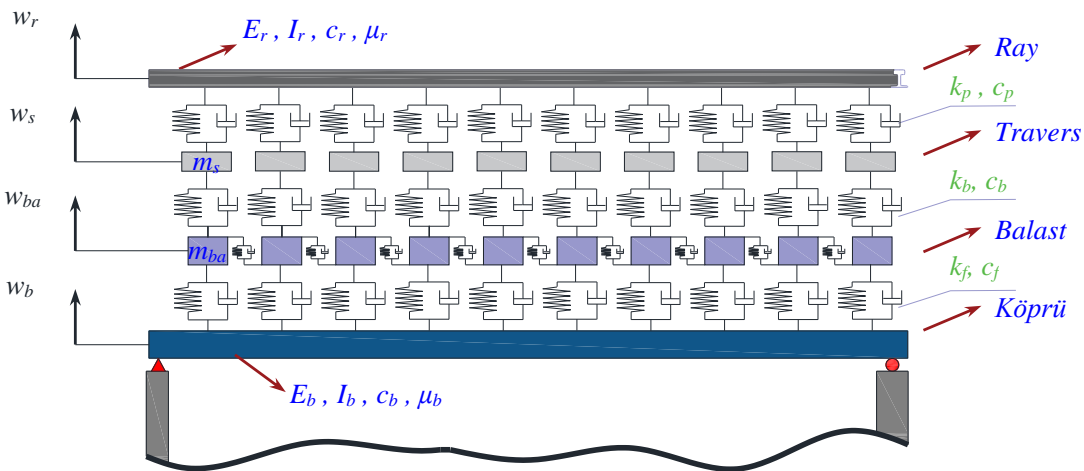 w_r
E_r , I_r , c_r , μ_r
Ray
k_p , c_p
w_s
Travers
m_s
k_b, c_b
w_ba
m_ba
Balast
k_f, c_f
w_b
Köprü
E_b , I_b , c_b , μ_b